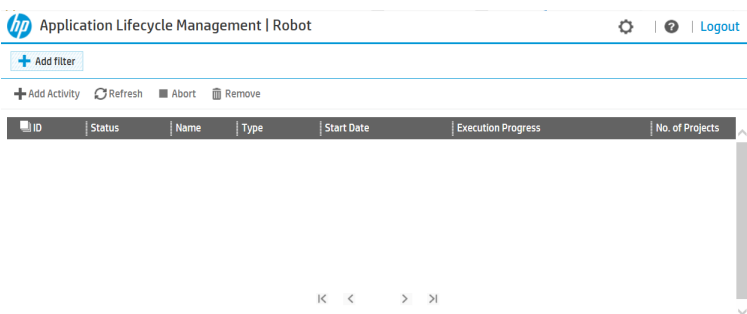 hp Application Lifecycle Management | Robot | Logout
Add filter
Add Activity Refresh Abort Remove
ID Status Name Type Start Date Execution Progress No. of Projects